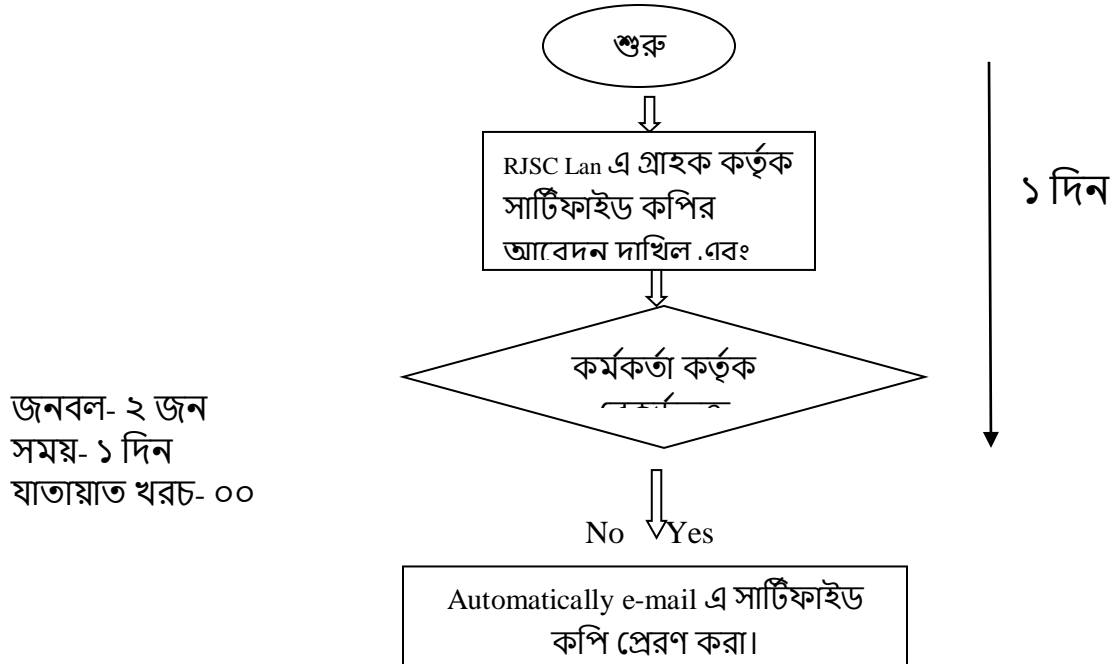 শুরু
RJSC Lan এ গ্রাহক কর্তৃক
সার্টিফাইড কপির
আবেদন দাখিল এবং
১ দিন
কর্মকর্তা কর্তৃক
জনবল- ২ জন
সময়- ১ দিন
যাতায়াত খরচ- ০০
No Yes
Automatically e-mail এ সার্টিফাইড
কপি প্রেরণ করা।